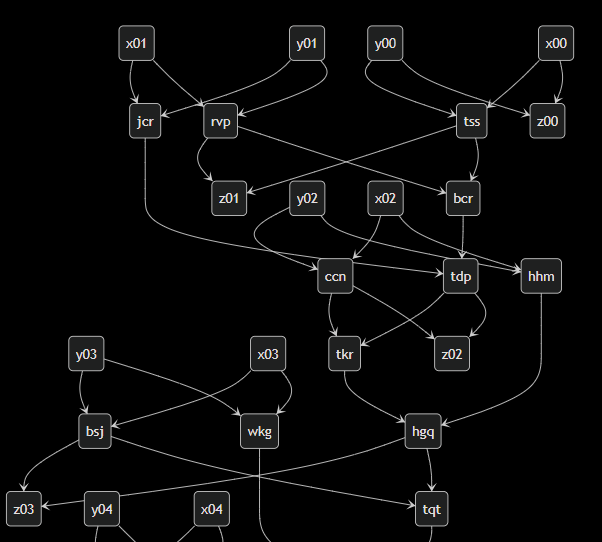 x01 y01 y00 x00
jcr rvp tss z00
z01 y02 x02 bcr
ccn tdp hhm
y03 x03 tkr z02
bsj wkg hgq
z03 y04 x04 tqt